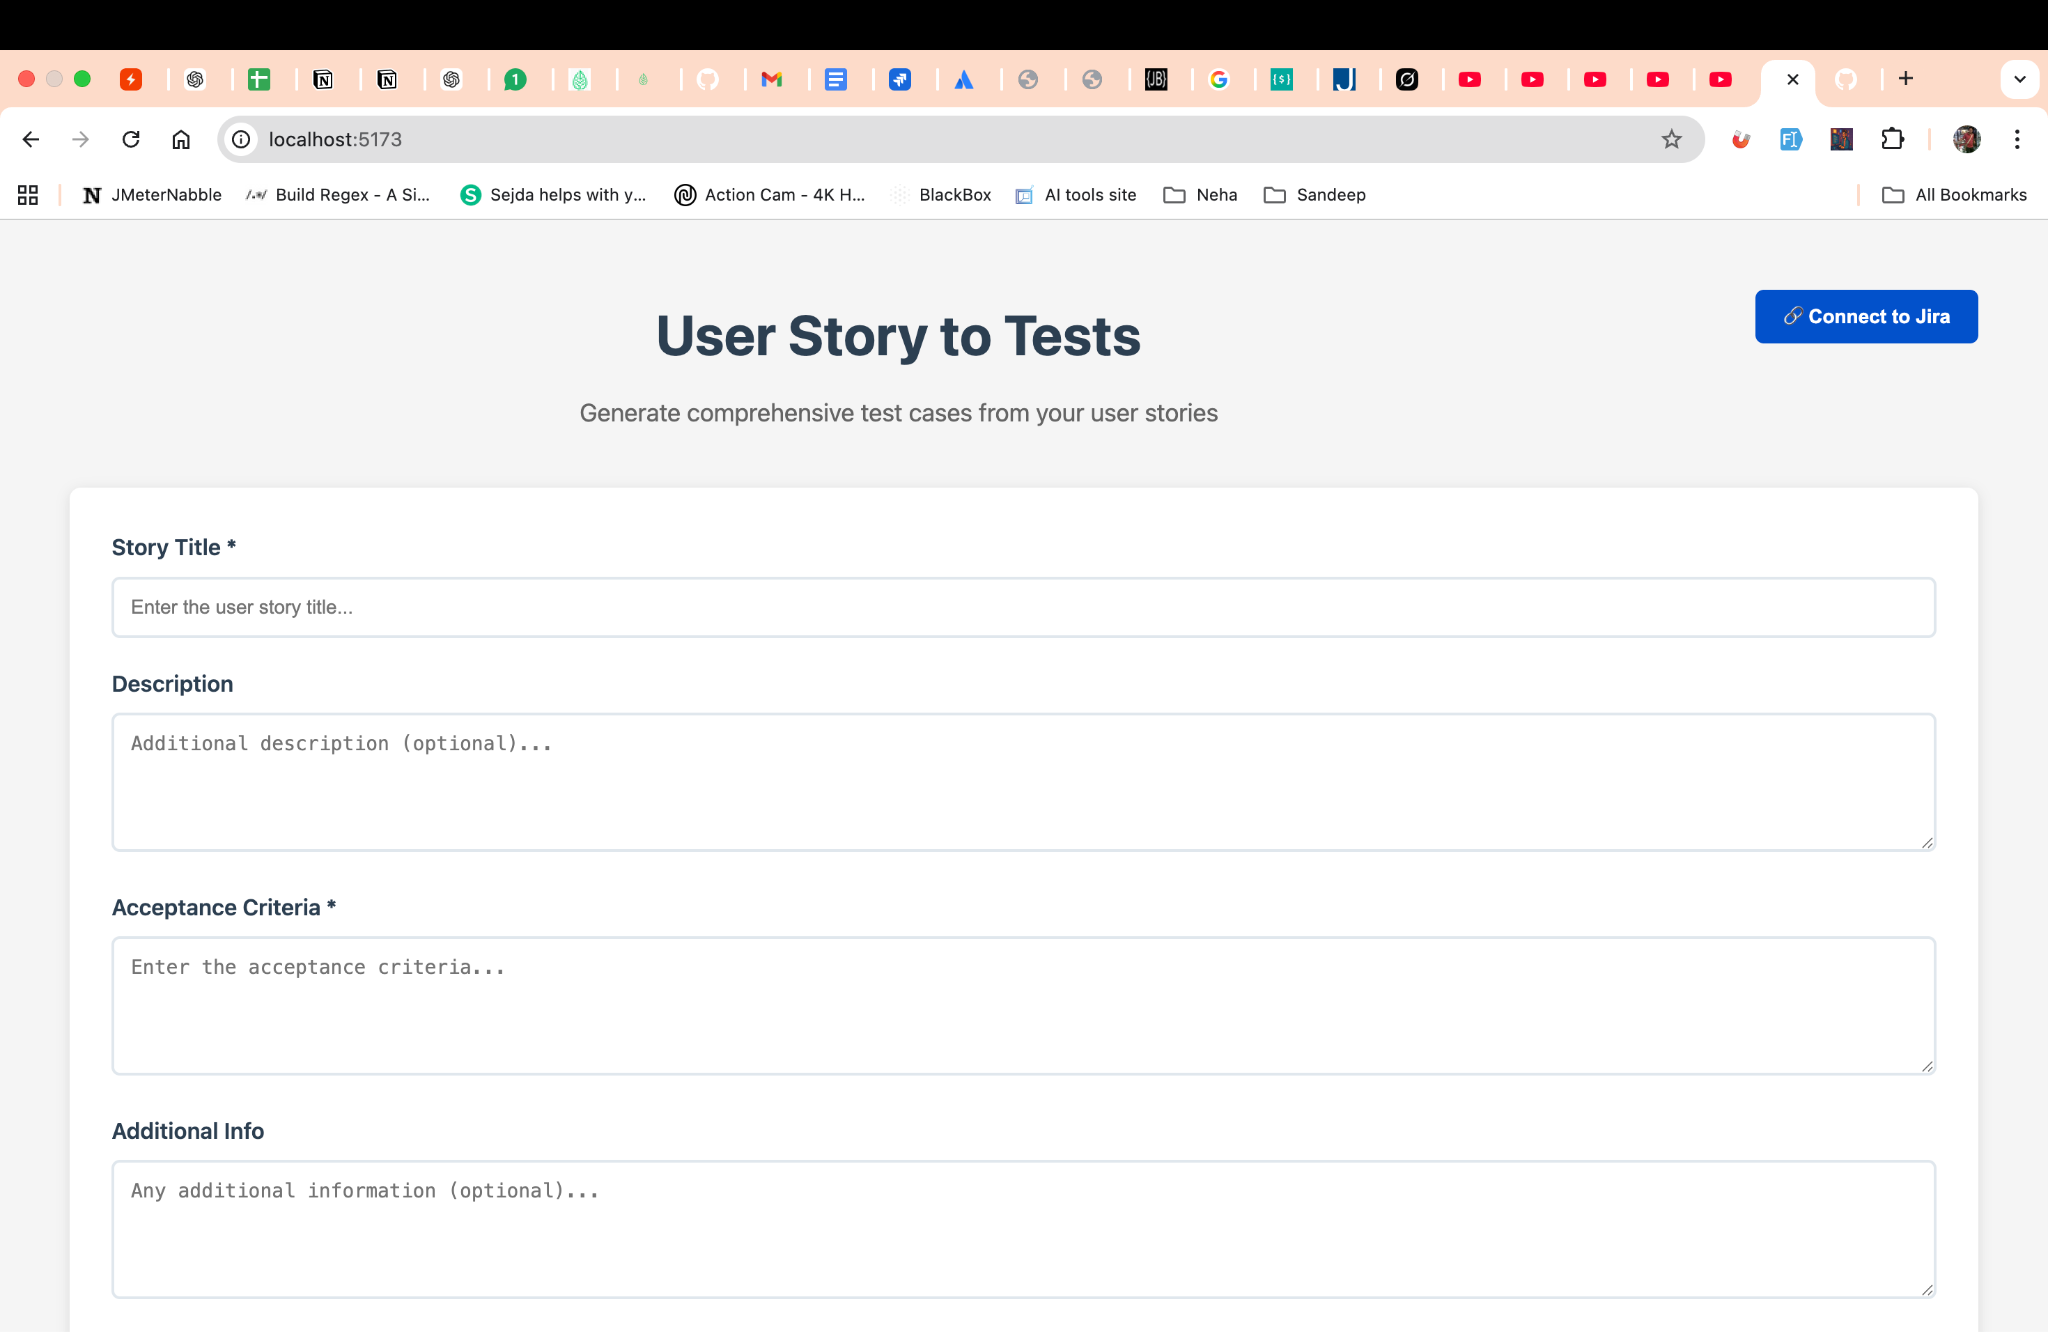 1
{JB}
{$}
localhost:5173
FI
N JMeterNabble
/.*/ Build Regex - A Si...
S Sejda helps with y...
Action Cam - 4K H...
BlackBox
AI tools site
Neha
Sandeep
All Bookmarks
User Story to Tests
Connect to Jira
Generate comprehensive test cases from your user stories
Story Title *
Enter the user story title...
Description
Additional description (optional)...
Acceptance Criteria *
Enter the acceptance criteria...
Additional Info
Any additional information (optional)...